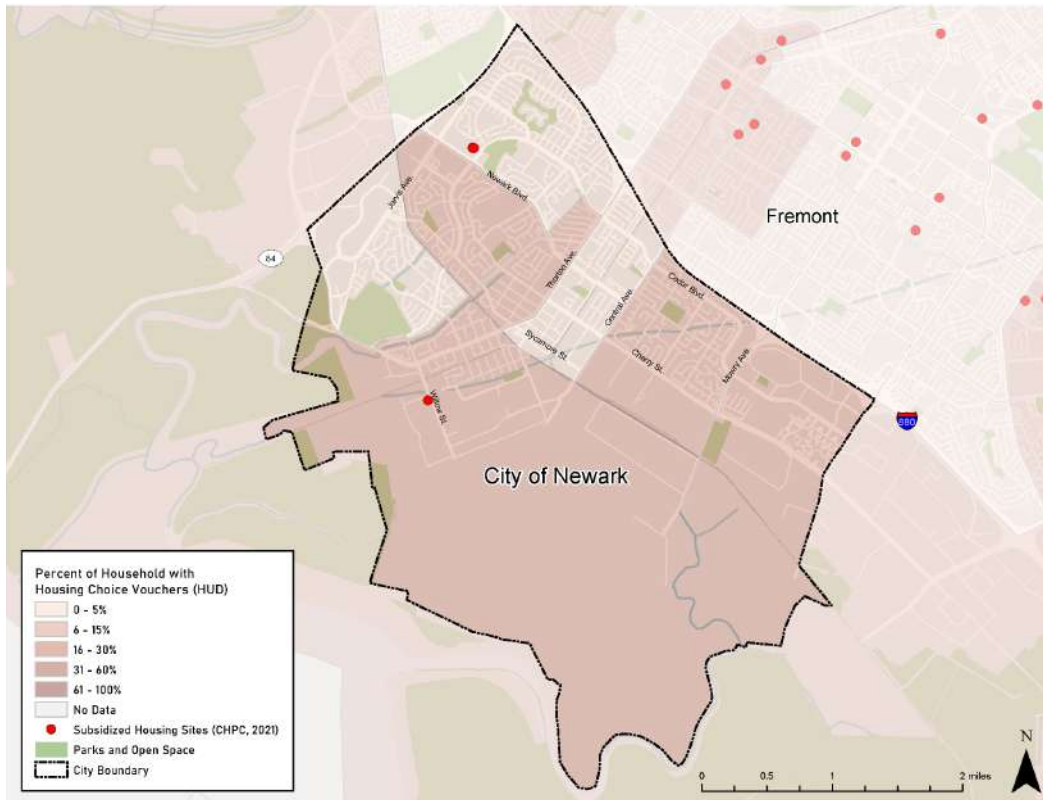 Fremont
84
Jarvis Ave.
Newark Blvd.
Thornton Ave.
Cedar Blvd.
Central Ave.
Sycamore St.
Cherry St.
Mowry Ave.
Willow St.
880
City of Newark
Percent of Household with
Housing Choice Vouchers (HUD)
0 - 5%
6 - 15%
16 - 30%
31 - 60%
61 - 100%
No Data
Subsidized Housing Sites (CHPC, 2021)
Parks and Open Space
City Boundary
N
0 0.5 1 2 miles